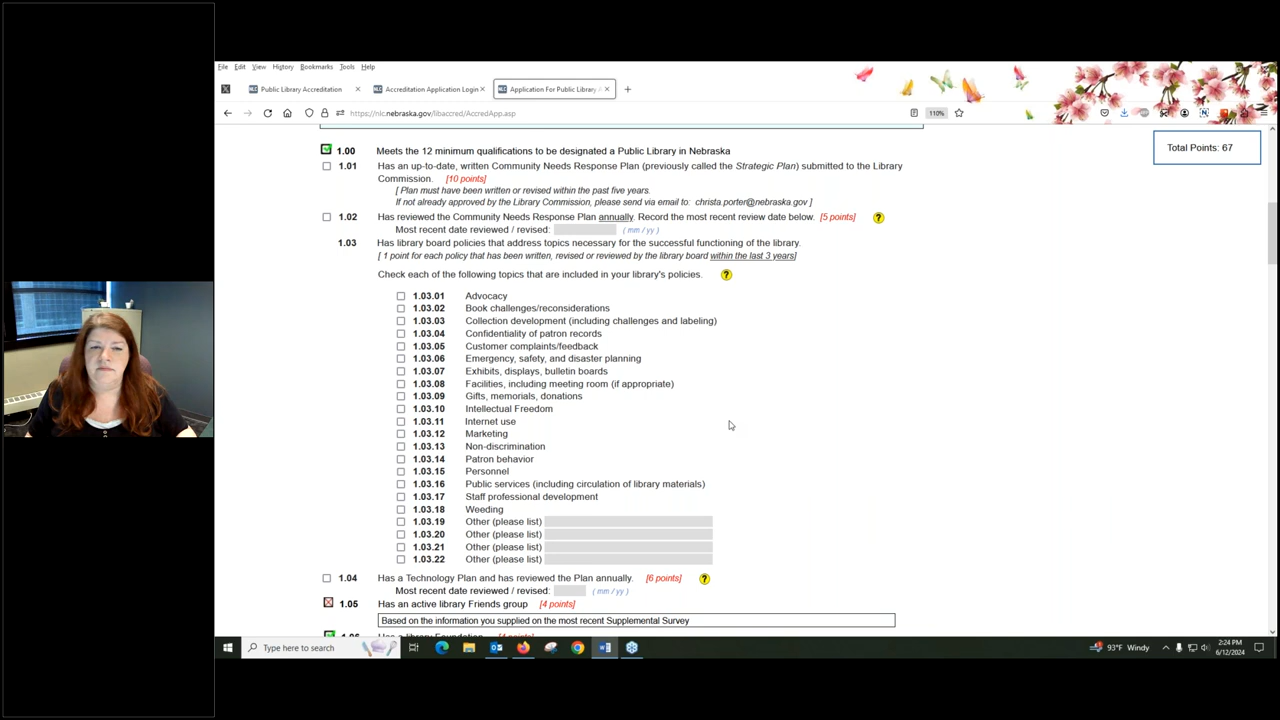 File Edit View History Bookmarks Tools Help
Public Library Accreditation × Accreditation Application Login × Application For Public Library × +
https://nlc.nebraska.gov/libaccred/AccredApp.asp 110%
Total Points: 67
1.00 Meets the 12 minimum qualifications to be designated a Public Library in Nebraska
1.01 Has an up-to-date, written Community Needs Response Plan (previously called the Strategic Plan) submitted to the Library
Commission. [10 points]
[ Plan must have been written or revised within the past five years.
If not already approved by the Library Commission, please send via email to: christa.porter@nebraska.gov ]
1.02 Has reviewed the Community Needs Response Plan annually. Record the most recent review date below. [5 points] ?
Most recent date reviewed / revised: ( mm / yy )
1.03 Has library board policies that address topics necessary for the successful functioning of the library.
[ 1 point for each policy that has been written, revised or reviewed by the library board within the last 3 years]
Check each of the following topics that are included in your library's policies. ?
1.03.01 Advocacy
1.03.02 Book challenges/reconsiderations
1.03.03 Collection development (including challenges and labeling)
1.03.04 Confidentiality of patron records
1.03.05 Customer complaints/feedback
1.03.06 Emergency, safety, and disaster planning
1.03.07 Exhibits, displays, bulletin boards
1.03.08 Facilities, including meeting room (if appropriate)
1.03.09 Gifts, memorials, donations
1.03.10 Intellectual Freedom
1.03.11 Internet use
1.03.12 Marketing
1.03.13 Non-discrimination
1.03.14 Patron behavior
1.03.15 Personnel
1.03.16 Public services (including circulation of library materials)
1.03.17 Staff professional development
1.03.18 Weeding
1.03.19 Other (please list)
1.03.20 Other (please list)
1.03.21 Other (please list)
1.03.22 Other (please list)
1.04 Has a Technology Plan and has reviewed the Plan annually. [6 points] ?
Most recent date reviewed / revised: ( mm / yy )
1.05 Has an active library Friends group [4 points]
Based on the information you supplied on the most recent Supplemental Survey
1.06 Has a library Foundation [4 points]
Type here to search 93°F Windy 2:24 PM
6/12/2024